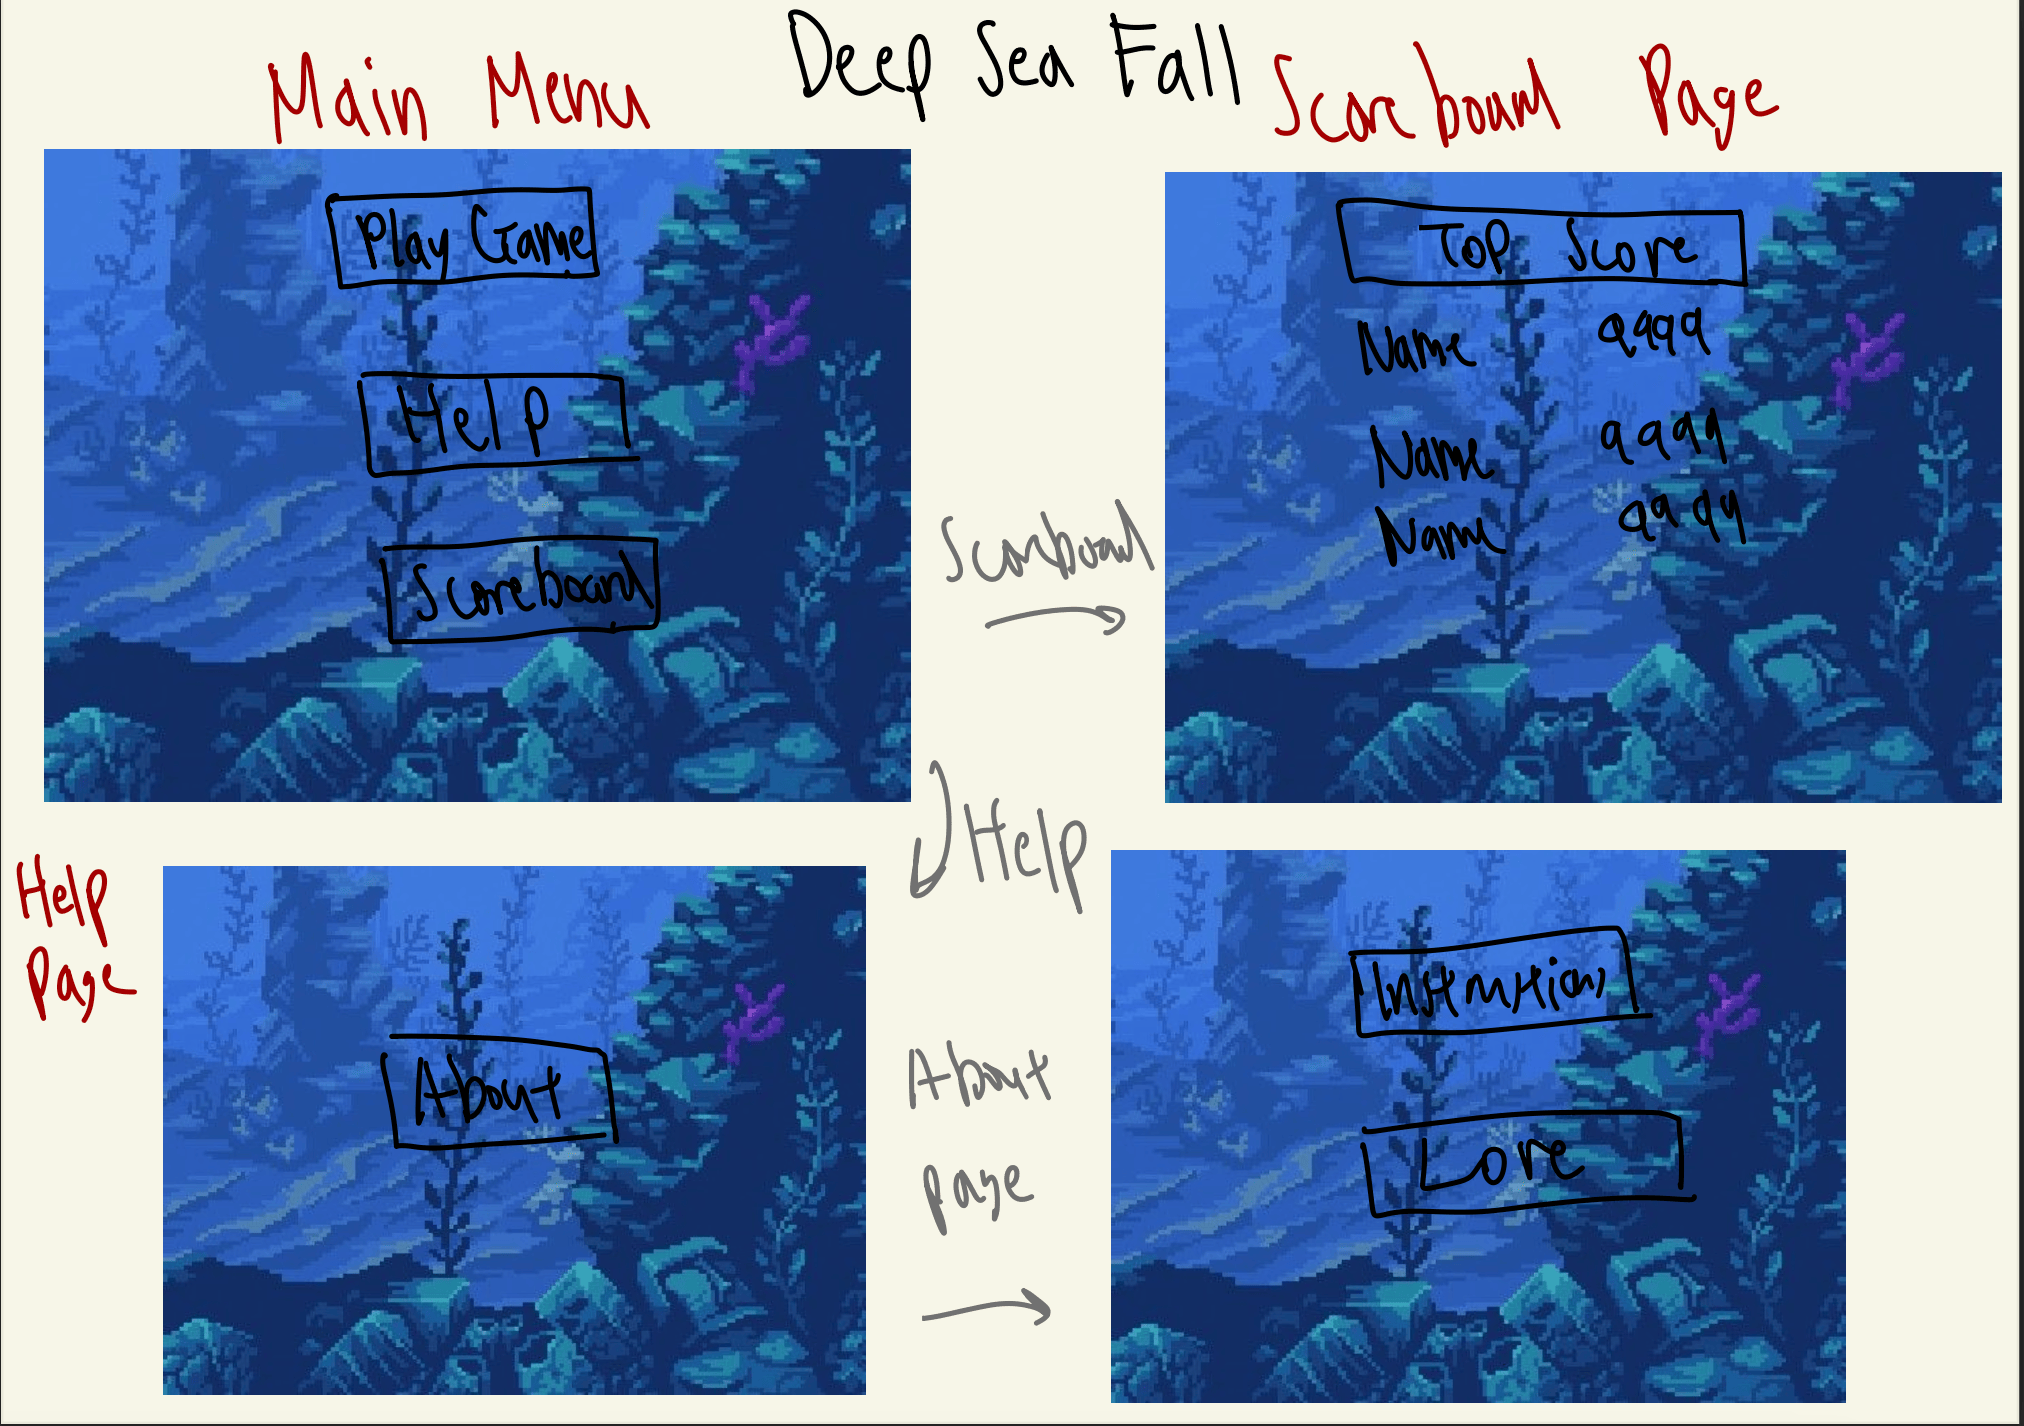 Deep Sea Fall
Main Menu
Play Game
Help
Scoreboard
Scoreboard
Scoreboard Page
Top Score
Name 9999
Name 9999
Name 9999
Help
Help Page
About
About page
Instructions
Lore